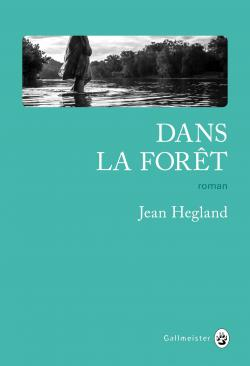 DANS
LA FORÊT
roman
Jean Hegland
Gallmeister